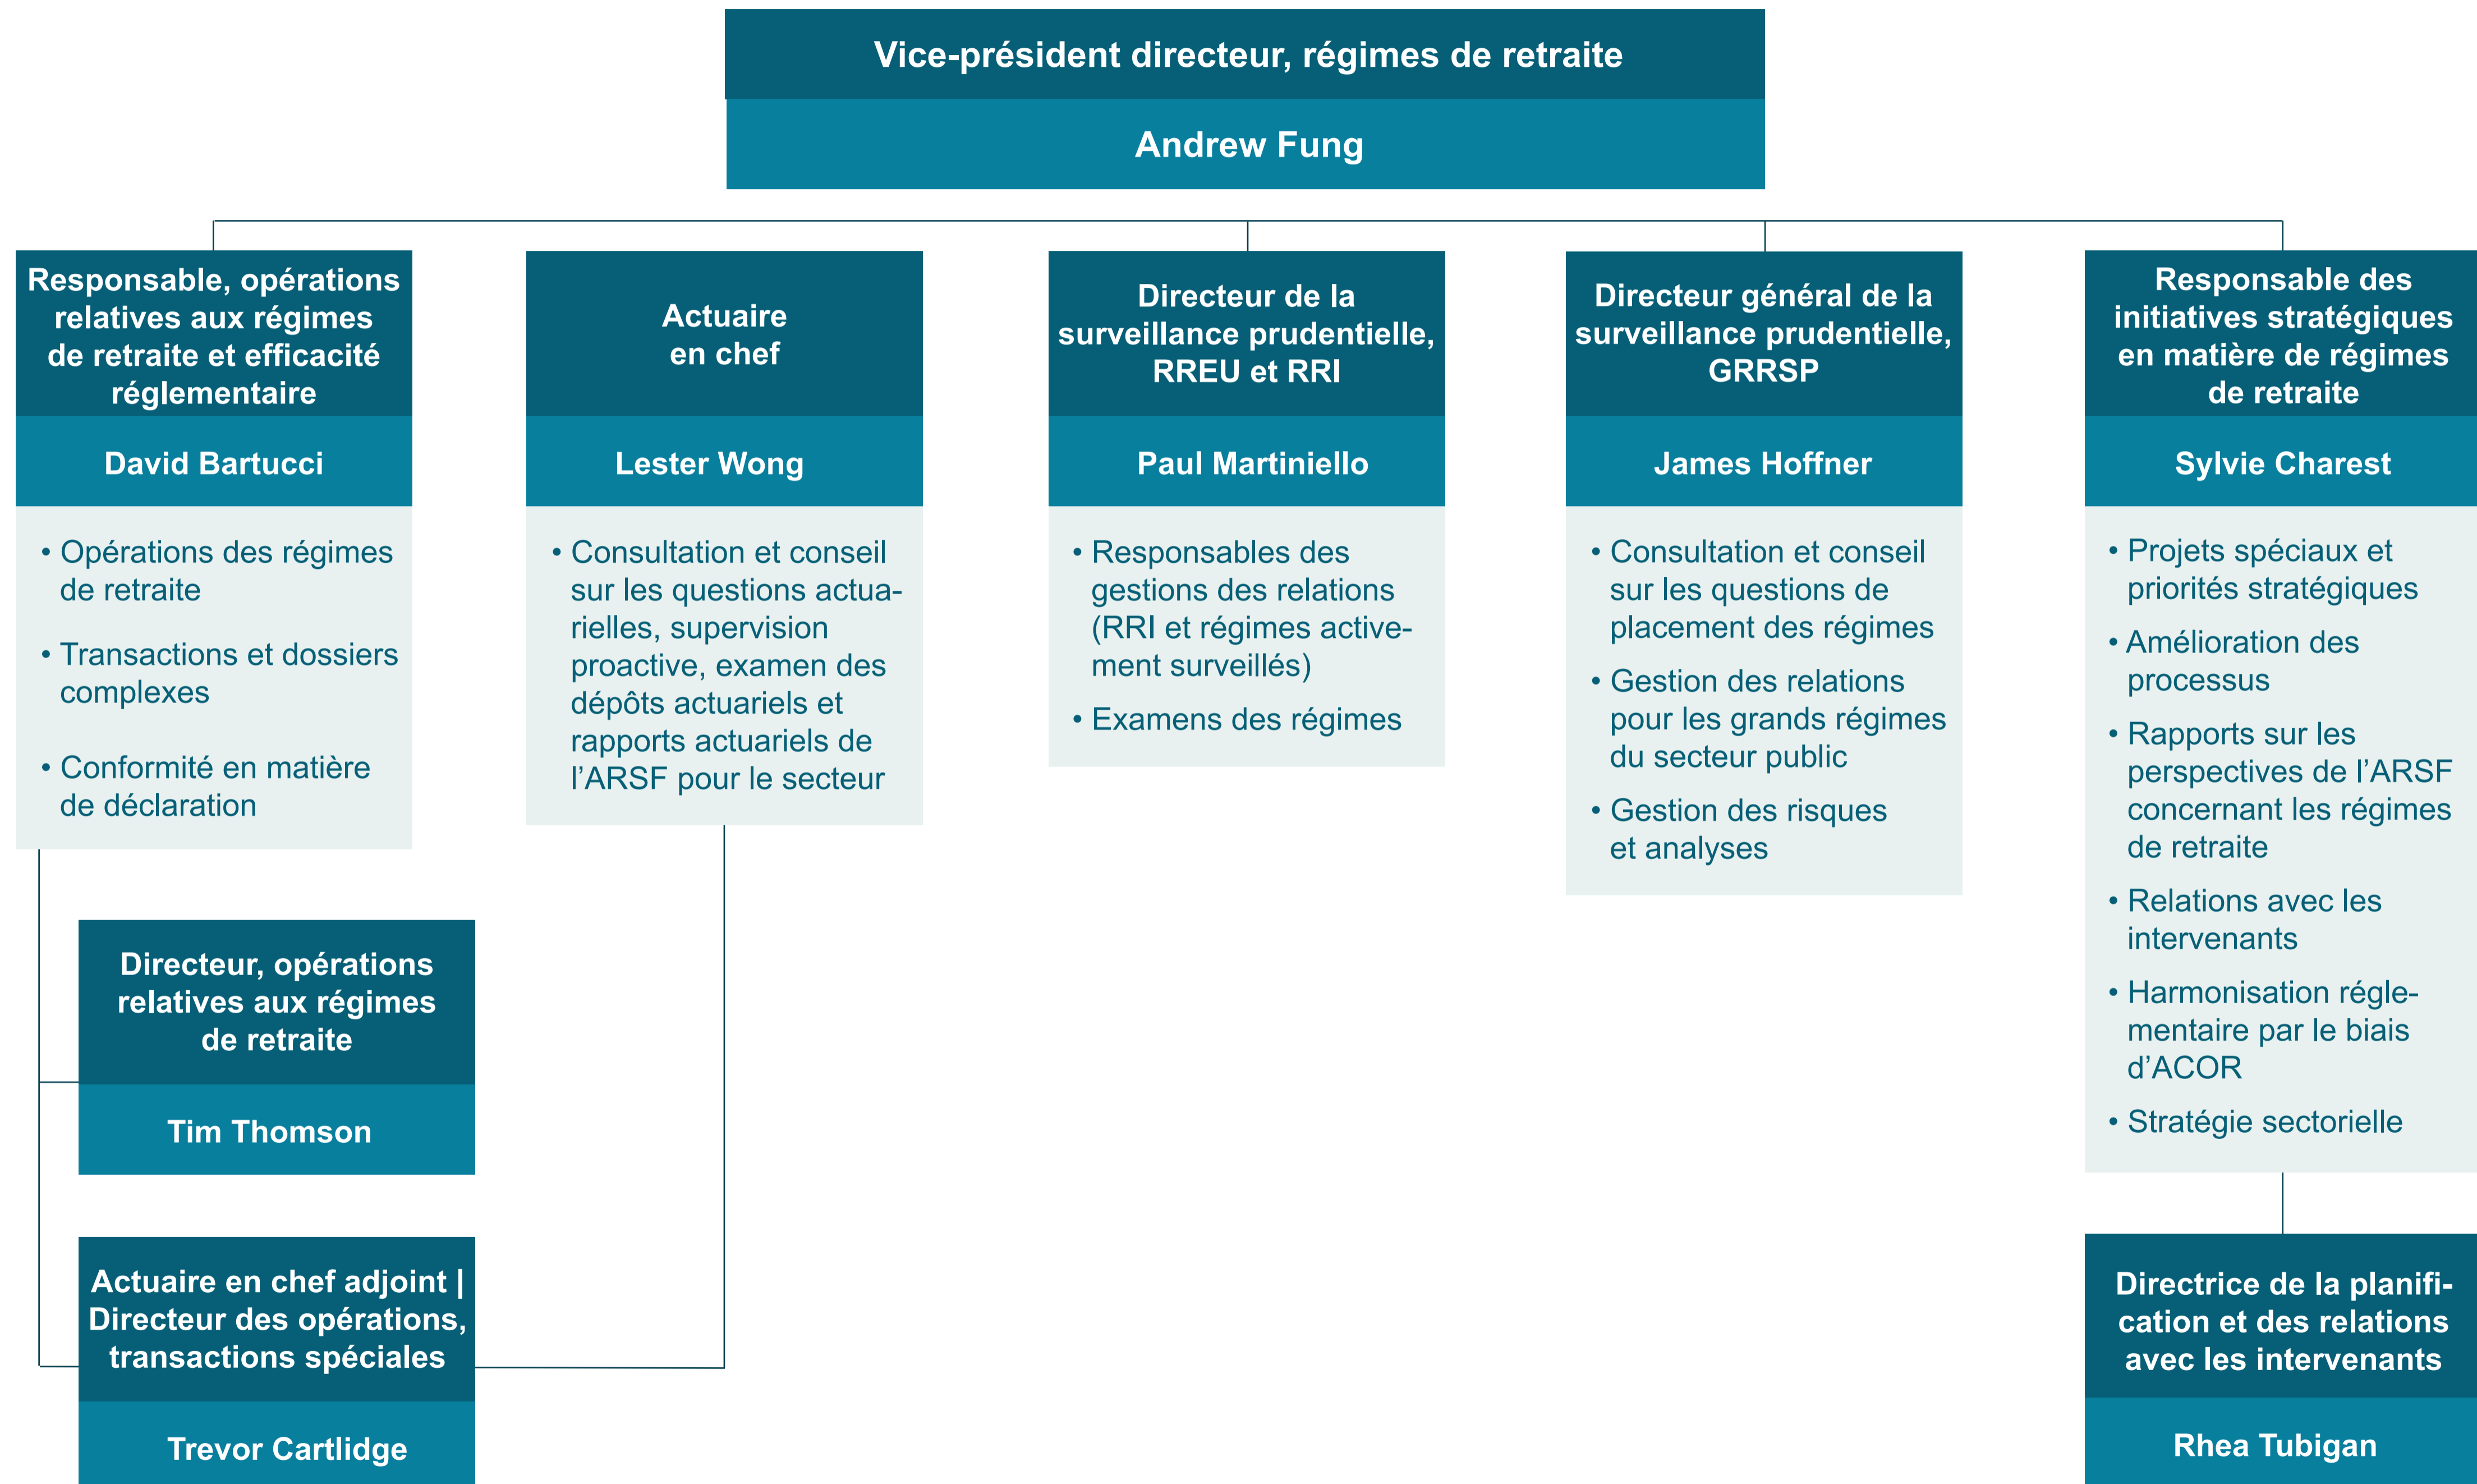 Vice-président directeur, régimes de retraite
Andrew Fung
Responsable, opérations
relatives aux régimes
de retraite et efficacité
réglementaire
David Bartucci
• Opérations des régimes
de retraite
• Transactions et dossiers
complexes
• Conformité en matière
de déclaration
Directeur, opérations
relatives aux régimes
de retraite
Tim Thomson
Actuaire en chef adjoint |
Directeur des opérations,
transactions spéciales
Trevor Cartlidge
Actuaire
en chef
Lester Wong
• Consultation et conseil
sur les questions actua-
rielles, supervision
proactive, examen des
dépôts actuariels et
rapports actuariels de
l’ARSF pour le secteur
Directeur de la
surveillance prudentielle,
RREU et RRI
Paul Martiniello
• Responsables des
gestions des relations
(RRI et régimes active-
ment surveillés)
• Examens des régimes
Directeur général de la
surveillance prudentielle,
GRRSP
James Hoffner
• Consultation et conseil
sur les questions de
placement des régimes
• Gestion des relations
pour les grands régimes
du secteur public
• Gestion des risques
et analyses
Responsable des
initiatives stratégiques
en matière de régimes
de retraite
Sylvie Charest
• Projets spéciaux et
priorités stratégiques
• Amélioration des
processus
• Rapports sur les
perspectives de l’ARSF
concernant les régimes
de retraite
• Relations avec les
intervenants
• Harmonisation régle-
mentaire par le biais
d’ACOR
• Stratégie sectorielle
Directrice de la planifi-
cation et des relations
avec les intervenants
Rhea Tubigan